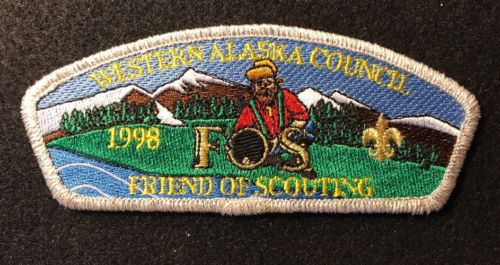 WESTERN ALASKA COUNCIL
1998
FOS
FRIEND OF SCOUTING